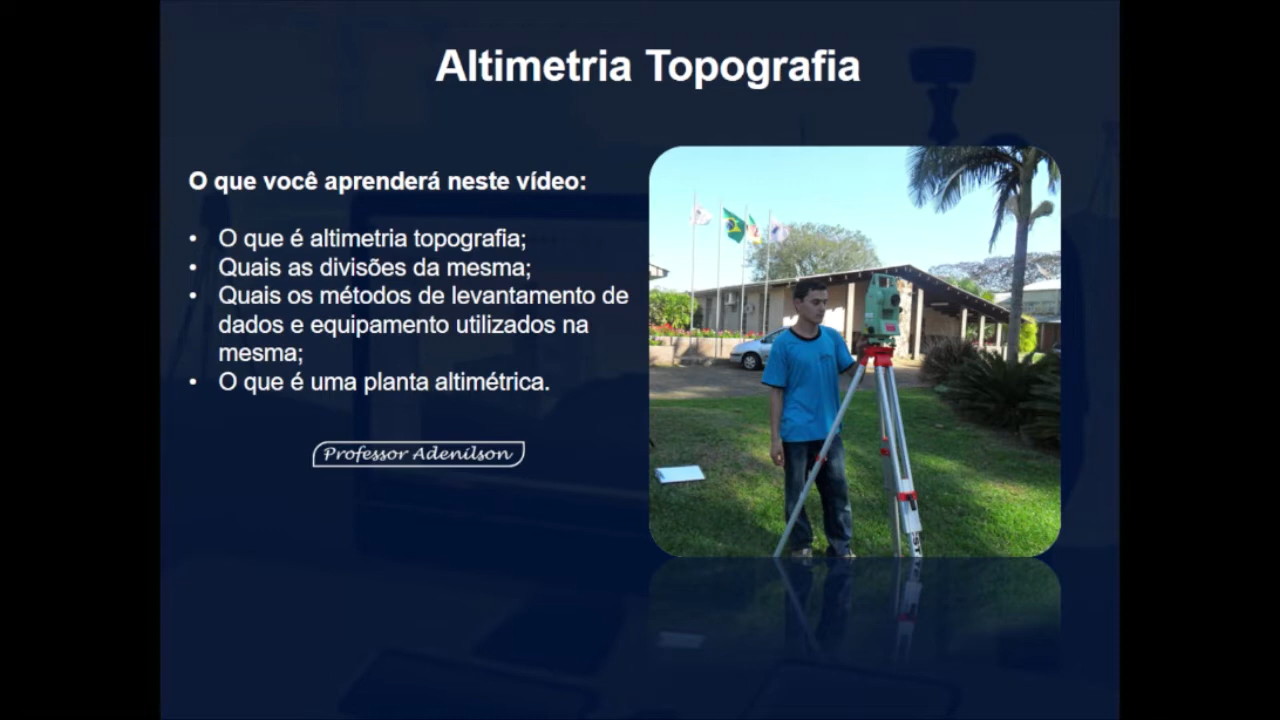 Altimetria Topografia
O que você aprenderá neste vídeo:
• O que é altimetria topografia;
• Quais as divisões da mesma;
• Quais os métodos de levantamento de
dados e equipamento utilizados na
mesma;
• O que é uma planta altimétrica.
Professor Adenilson